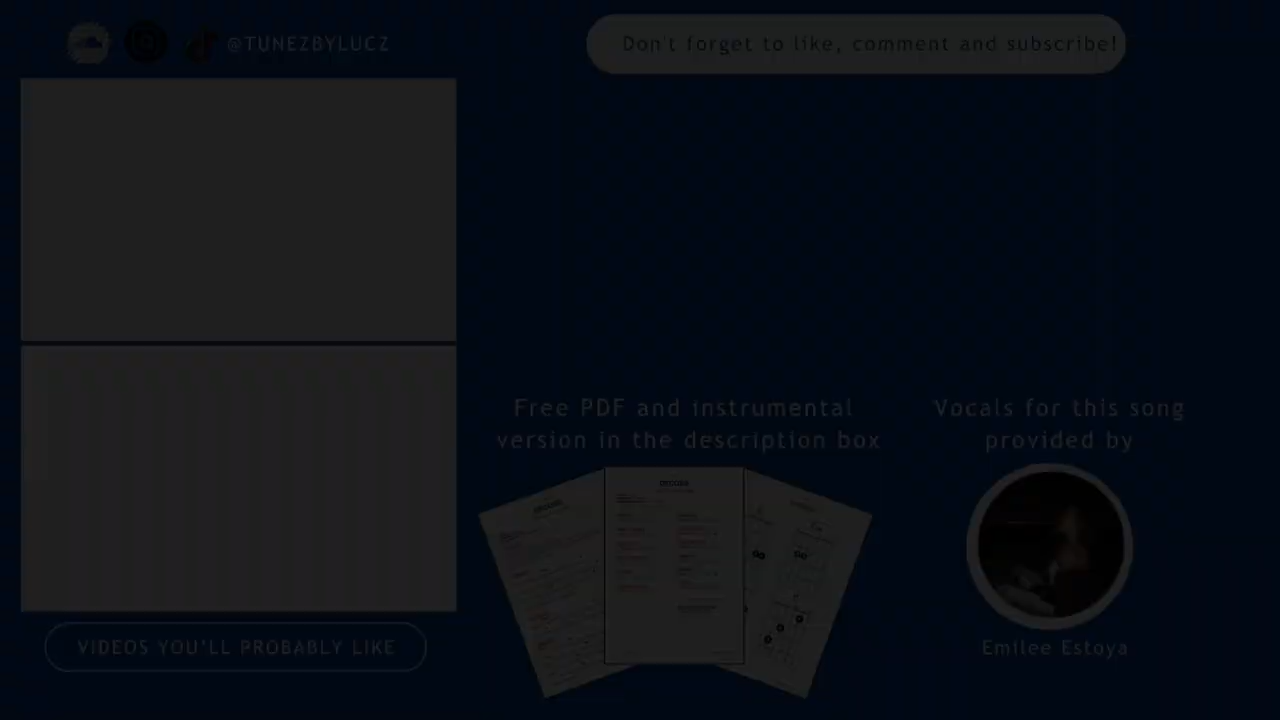 @TUNEZBYLUCZ
Don't forget to like, comment and subscribe!
Free PDF and instrumental
version in the description box
Vocals for this song
provided by
Emilee Estoya
VIDEOS YOU'LL PROBABLY LIKE